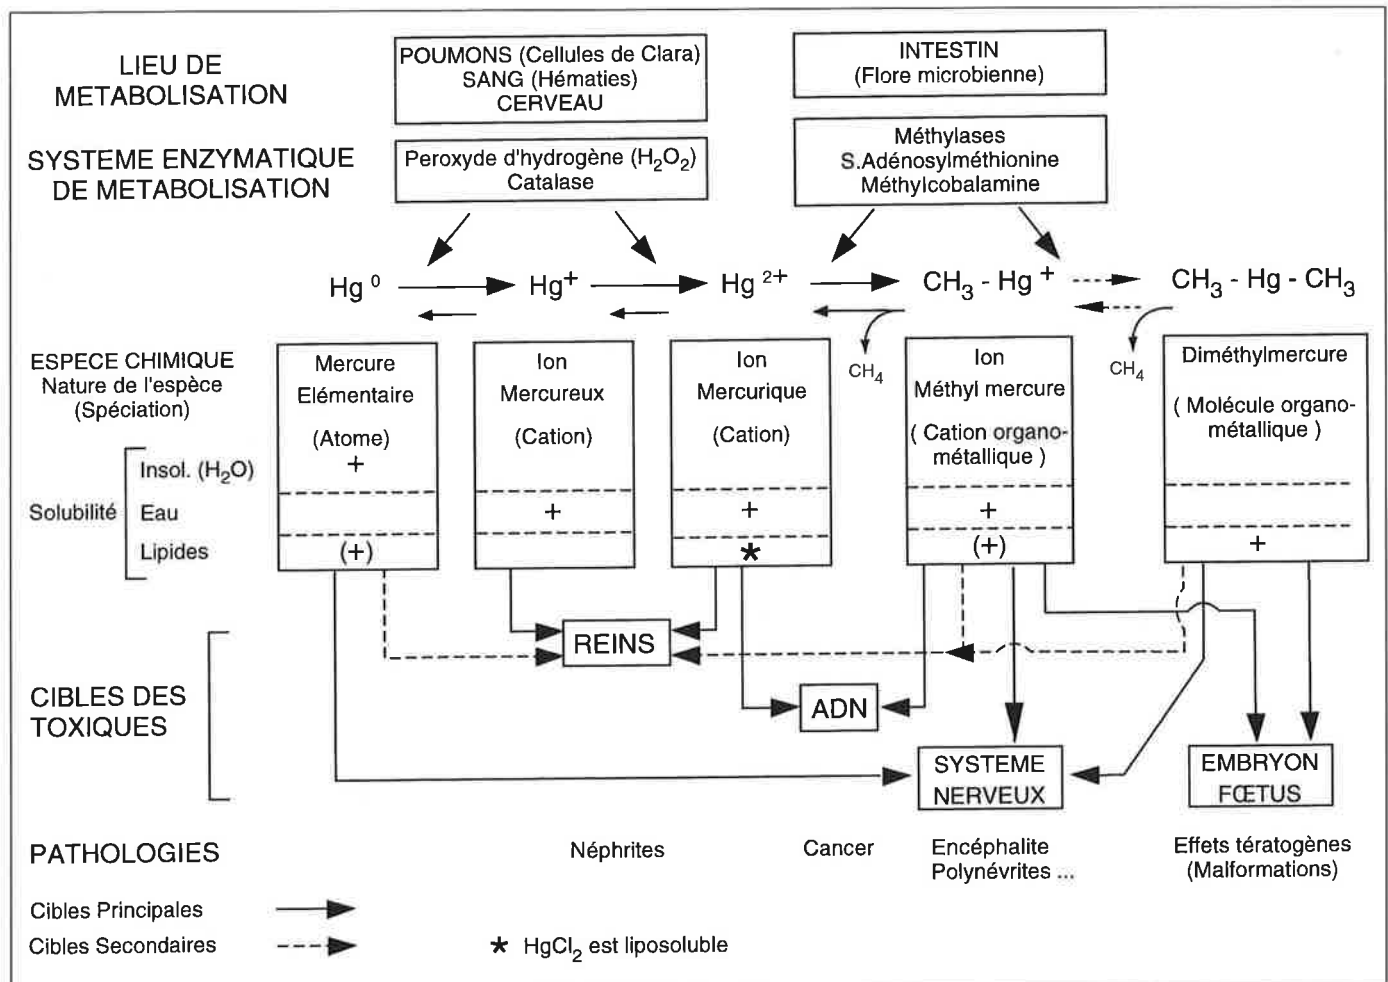 LIEU DE
METABOLISATION
POUMONS (Cellules de Clara)
SANG (Hématies)
CERVEAU
INTESTIN
(Flore microbienne)
SYSTEME ENZYMATIQUE
DE METABOLISATION
Peroxyde d'hydrogène (H₂O₂)
Catalase
Méthylases
S.Adénosylméthionine
Méthylcobalamine
Hg⁰
Hg⁺
Hg²⁺
CH₃ - Hg⁺
CH₃ - Hg - CH₃
CH₄
CH₄
ESPECE CHIMIQUE
Nature de l'espèce
(Spéciation)
Mercure
Elémentaire
(Atome)
+
(+)
Ion
Mercureux
(Cation)
+
Ion
Mercurique
(Cation)
+
*
Ion
Méthyl mercure
( Cation organo-
métallique )
+
(+)
Diméthylmercure
( Molécule organo-
métallique )
+
Solubilité
Insol. (H₂O)
Eau
Lipides
CIBLES DES
TOXIQUES
REINS
ADN
SYSTEME
NERVEUX
EMBRYON
FŒTUS
PATHOLOGIES
Néphrites
Cancer
Encéphalite
Polynévrites ...
Effets tératogènes
(Malformations)
Cibles Principales
Cibles Secondaires
* HgCl₂ est liposoluble